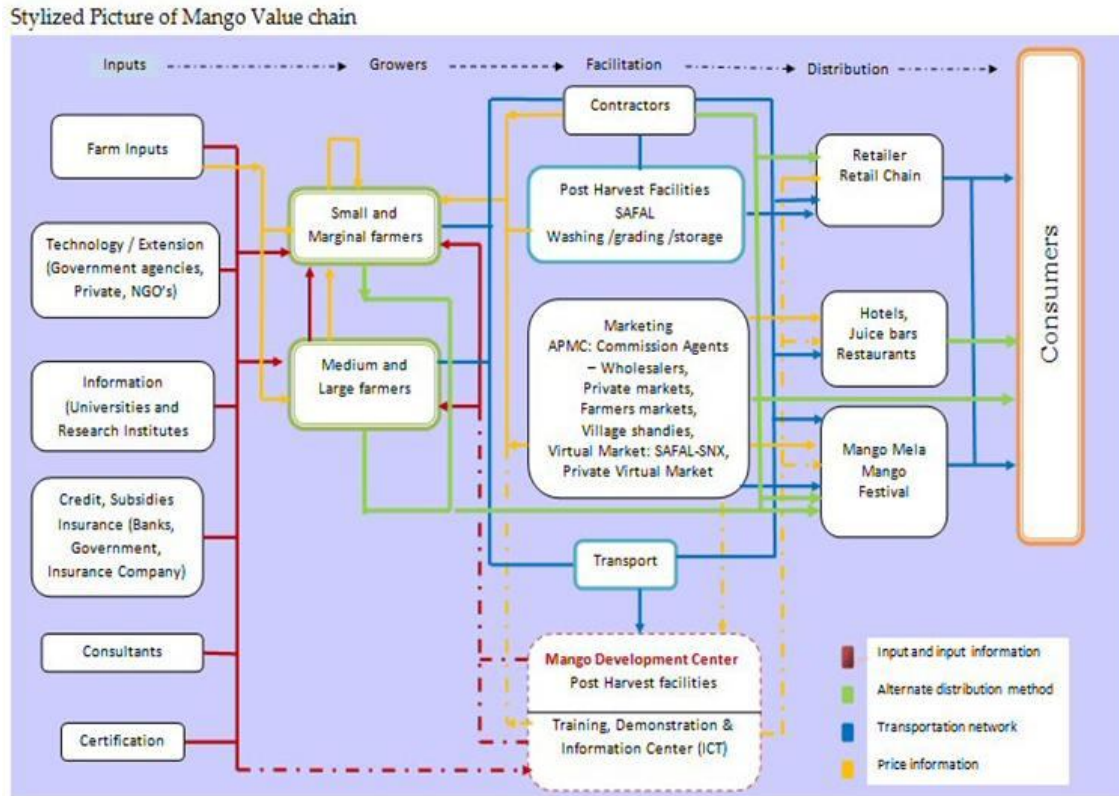 Stylized Picture of Mango Value chain
Inputs
Growers
Facilitation
Distribution
Farm Inputs
Technology / Extension
(Government agencies,
Private, NGO's)
Information
(Universities and
Research Institutes
Credit, Subsidies
Insurance (Banks,
Government,
Insurance Company)
Consultants
Certification
Small and
Marginal farmers
Medium and
Large farmers
Contractors
Post Harvest Facilities
SAFAL
Washing /grading /storage
Marketing
APMC: Commission Agents
– Wholesalers,
Private markets,
Farmers markets,
Village shandies,
Virtual Market: SAFAL-SNX,
Private Virtual Market
Transport
Mango Development Center
Post Harvest facilities
Training, Demonstration &
Information Center (ICT)
Retailer
Retail Chain
Hotels,
Juice bars
Restaurants
Mango Mela
Mango
Festival
Consumers
Input and input information
Alternate distribution method
Transportation network
Price information